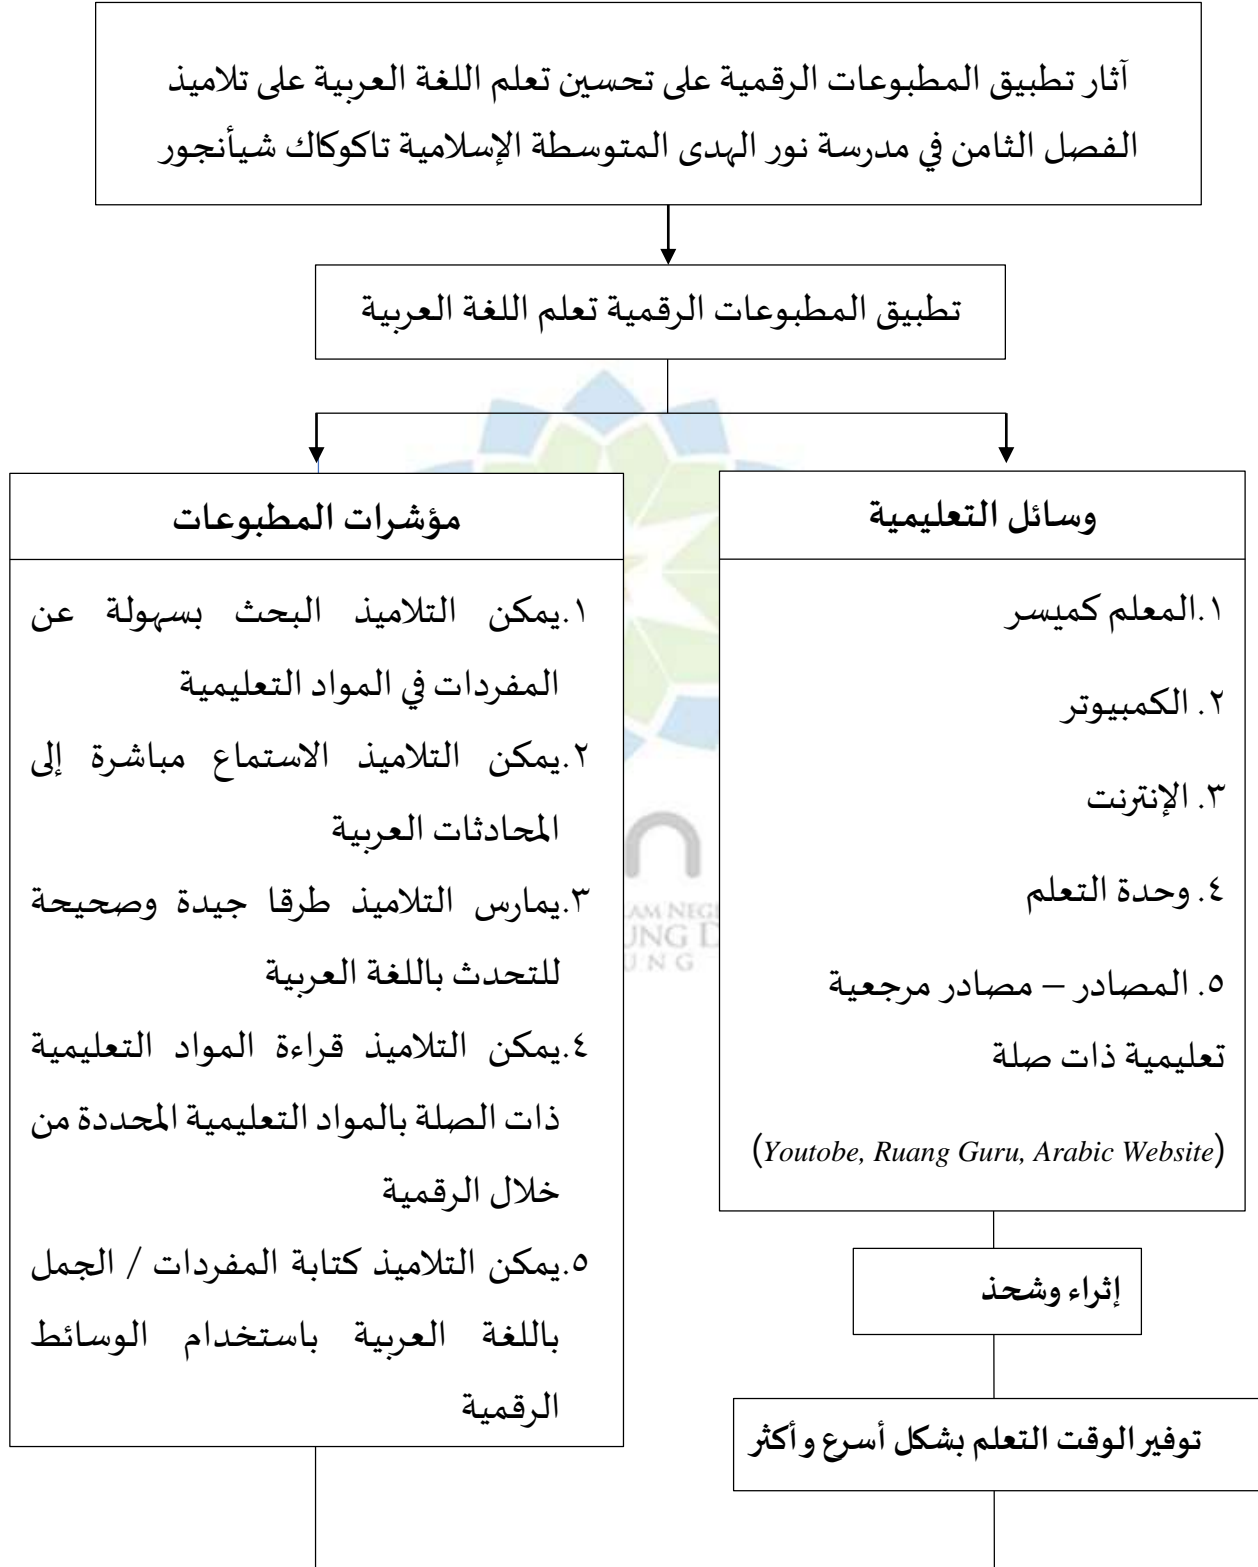 آثار تطبيق المطبوعات الرقمية على تحسين تعلم اللغة العربية على تلاميذ
الفصل الثامن في مدرسة نور الهدى المتوسطة الإسلامية تاكوكاك شيأنجور
تطبيق المطبوعات الرقمية تعلم اللغة العربية
وسائل التعليمية
١.المعلم كميسر
٢. الكمبيوتر
٣. الإنترنت
٤. وحدة التعلم
٥. المصادر – مصادر مرجعية
تعليمية ذات صلة
(Youtobe, Ruang Guru, Arabic Website)
إثراء وشحذ
توفير الوقت التعلم بشكل أسرع وأكثر
مؤشرات المطبوعات
١.يمكن التلاميذ البحث بسهولة عن
المفردات في المواد التعليمية
٢.يمكن التلاميذ الاستماع مباشرة إلى
المحادثات العربية
٣.يمارس التلاميذ طرقا جيدة وصحيحة
للتحدث باللغة العربية
٤.يمكن التلاميذ قراءة المواد التعليمية
ذات الصلة بالمواد التعليمية المحددة من
خلال الرقمية
٥.يمكن التلاميذ كتابة المفردات / الجمل
باللغة العربية باستخدام الوسائط
الرقمية